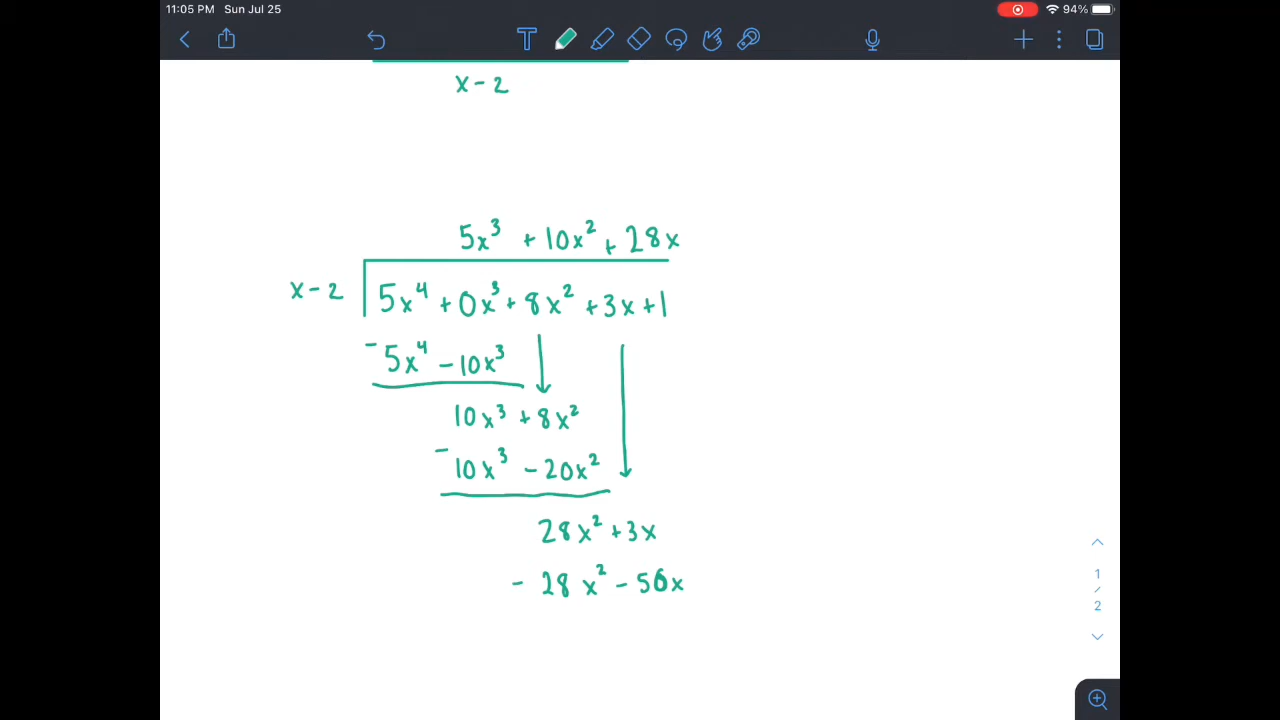 11:05 PM Sun Jul 25
94%
T
x - 2
5x³ + 10x² + 28x
x - 2 5x⁴ + 0x³ + 8x² + 3x + 1
- 5x⁴ - 10x³
10x³ + 8x²
- 10x³ - 20x²
28x² + 3x
- 28x² - 56x
1
2